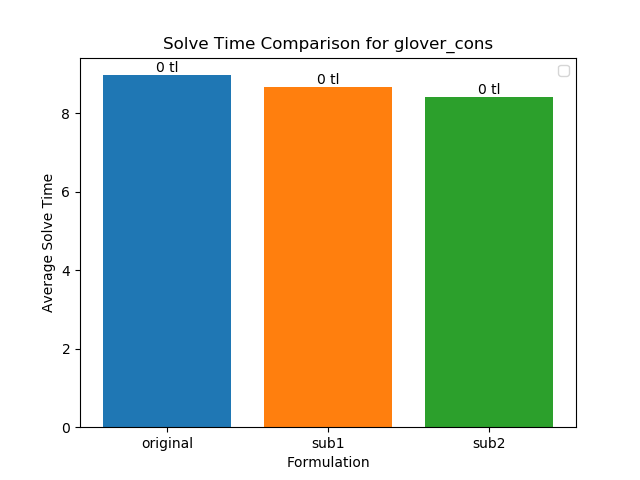 Solve Time Comparison for glover_cons
0 tl
0 tl
0 tl
8
6
4
2
0
Average Solve Time
original
sub1
sub2
Formulation